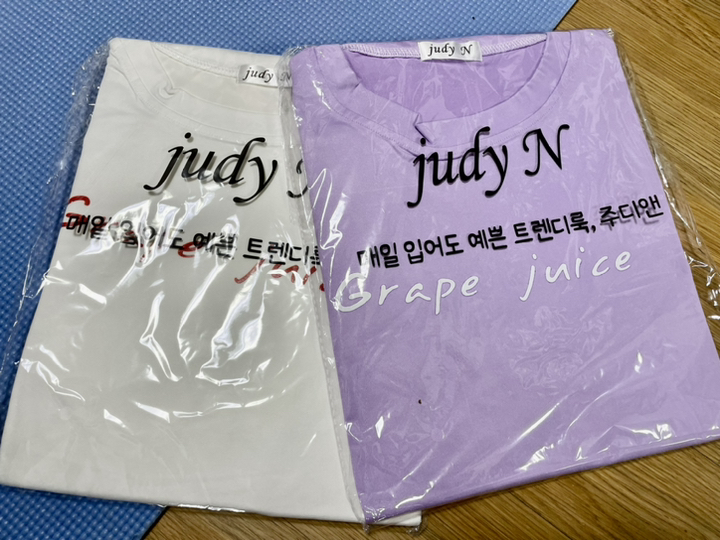 judy N
judy
매일 입어도 예쁜 트렌디룩
judy N
judy N
매일 입어도 예쁜 트렌디룩, 주디앤
Grape juice